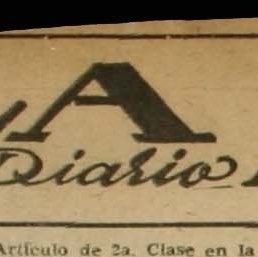 A
Diario
Artículo de 2a. Clase en la